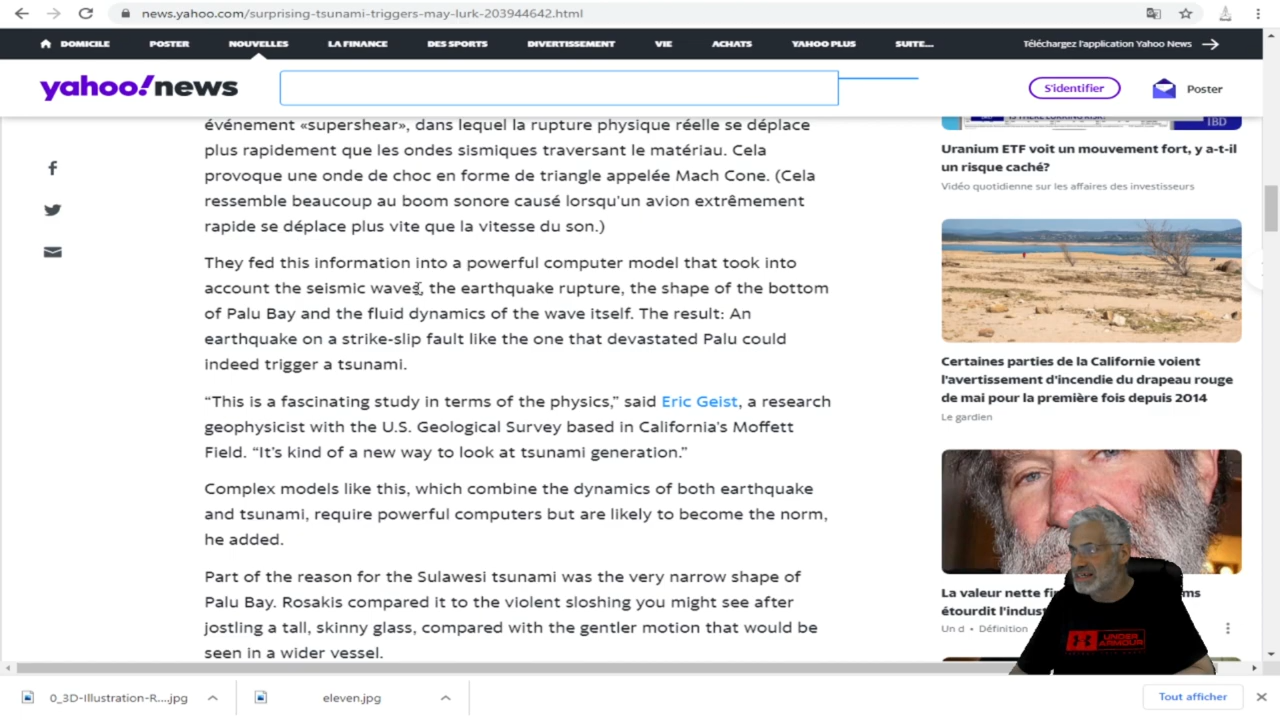 news.yahoo.com/surprising-tsunami-triggers-may-lurk-203944642.html
DOMICILE POSTER NOUVELLES LA FINANCE DES SPORTS DIVERTISSEMENT VIE ACHATS YAHOO PLUS SUITE... Téléchargez l'application Yahoo News
yahoo!news
S'identifier
Poster
événement «supershear», dans lequel la rupture physique réelle se déplace
plus rapidement que les ondes sismiques traversant le matériau. Cela
provoque une onde de choc en forme de triangle appelée Mach Cone. (Cela
ressemble beaucoup au boom sonore causé lorsqu'un avion extrêmement
rapide se déplace plus vite que la vitesse du son.)
They fed this information into a powerful computer model that took into
account the seismic waves, the earthquake rupture, the shape of the bottom
of Palu Bay and the fluid dynamics of the wave itself. The result: An
earthquake on a strike-slip fault like the one that devastated Palu could
indeed trigger a tsunami.
“This is a fascinating study in terms of the physics,” said Eric Geist, a research
geophysicist with the U.S. Geological Survey based in California's Moffett
Field. “It's kind of a new way to look at tsunami generation.”
Complex models like this, which combine the dynamics of both earthquake
and tsunami, require powerful computers but are likely to become the norm,
he added.
Part of the reason for the Sulawesi tsunami was the very narrow shape of
Palu Bay. Rosakis compared it to the violent sloshing you might see after
jostling a tall, skinny glass, compared with the gentler motion that would be
seen in a wider vessel.
IBD
Uranium ETF voit un mouvement fort, y a-t-il
un risque caché?
Vidéo quotidienne sur les affaires des investisseurs
Certaines parties de la Californie voient
l'avertissement d'incendie du drapeau rouge
de mai pour la première fois depuis 2014
Le gardien
La valeur nette
étourdit l'indust
Un d • Définition
UNDER ARMOUR
0_3D-Illustration-R....jpg
eleven.jpg
Tout afficher